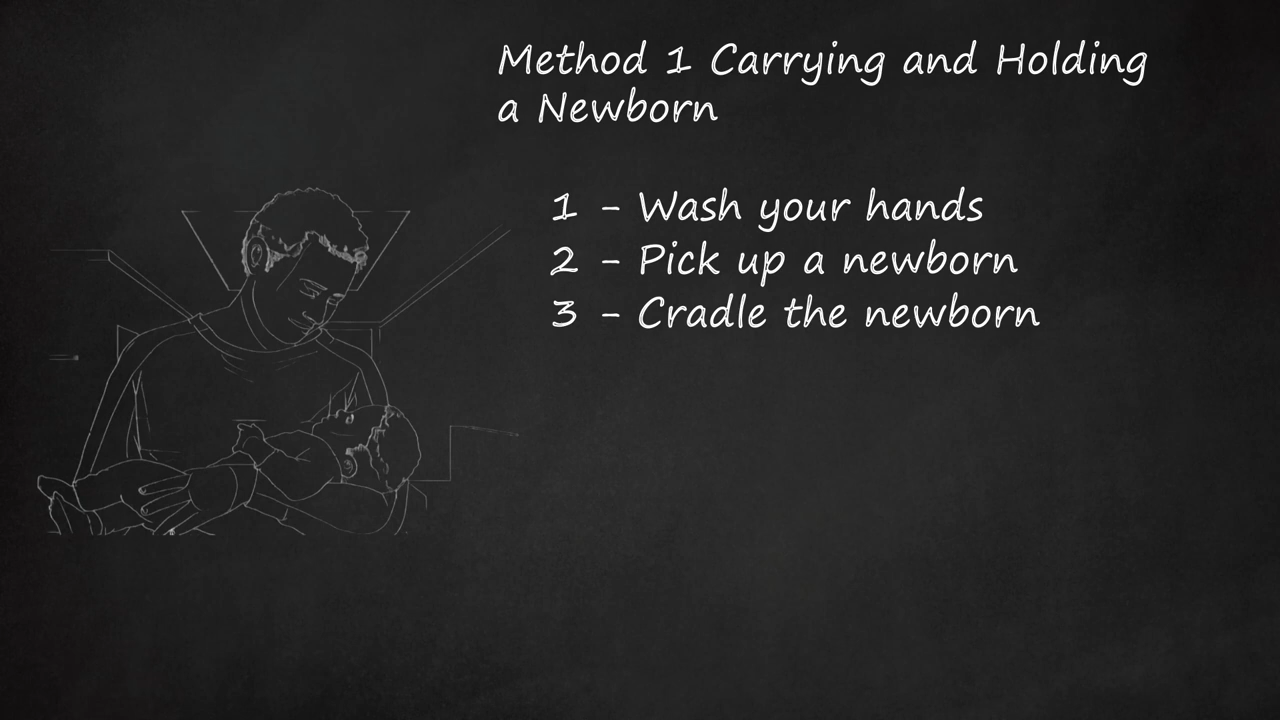 Method 1 Carrying and Holding
a Newborn
1 - Wash your hands
2 - Pick up a newborn
3 - Cradle the newborn